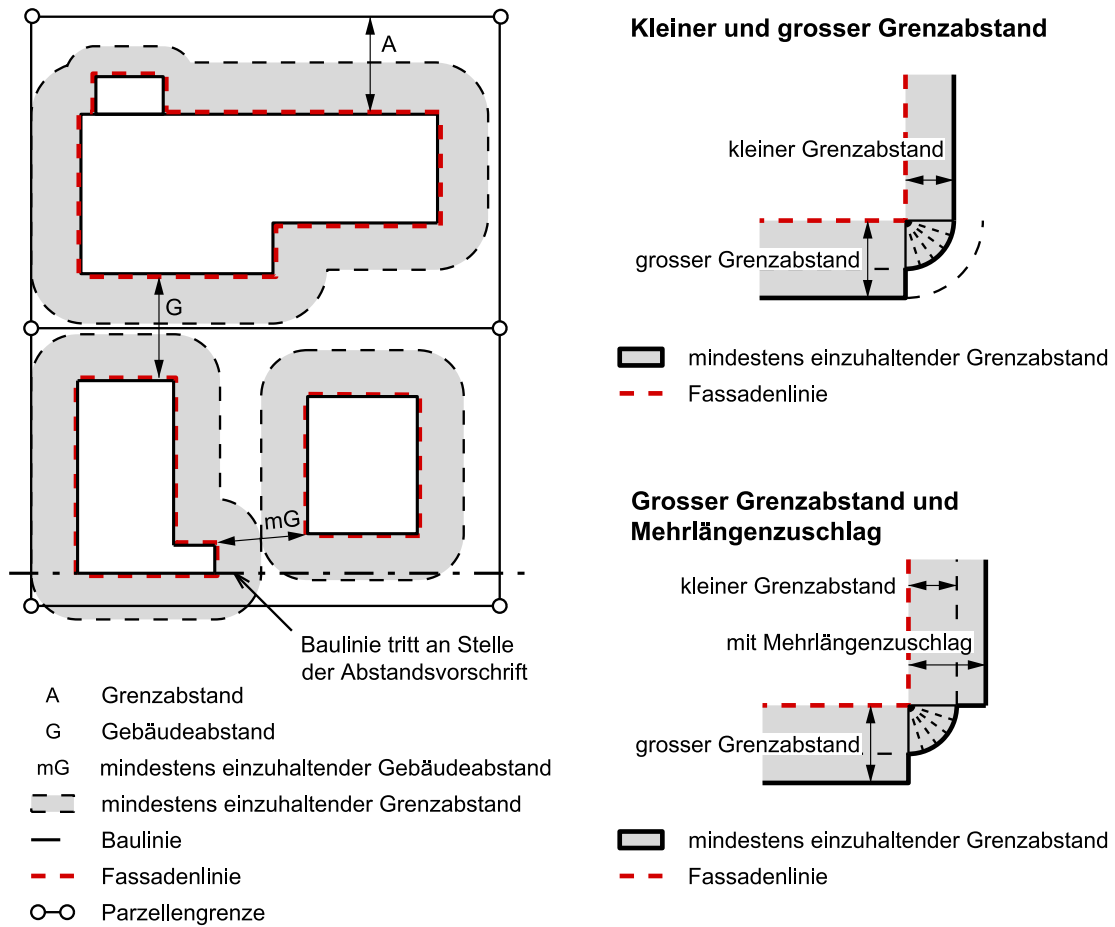 A
G
mG
Baulinie tritt an Stelle
der Abstandsvorschrift
A Grenzabstand
G Gebäudeabstand
mG mindestens einzuhaltender Gebäudeabstand
mindestens einzuhaltender Grenzabstand
Baulinie
Fassadenlinie
Parzellengrenze
Kleiner und grosser Grenzabstand
kleiner Grenzabstand
grosser Grenzabstand
mindestens einzuhaltender Grenzabstand
Fassadenlinie
Grosser Grenzabstand und
Mehrlängenzuschlag
kleiner Grenzabstand
mit Mehrlängenzuschlag
grosser Grenzabstand
mindestens einzuhaltender Grenzabstand
Fassadenlinie